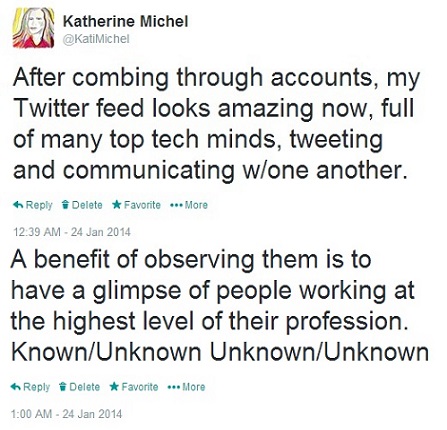 Katherine Michel
@KatiMichel
After combing through accounts, my
Twitter feed looks amazing now, full
of many top tech minds, tweeting
and communicating w/one another.
Reply Delete Favorite More
12:39 AM - 24 Jan 2014
A benefit of observing them is to
have a glimpse of people working at
the highest level of their profession.
Known/Unknown Unknown/Unknown
Reply Delete Favorite More
1:00 AM - 24 Jan 2014